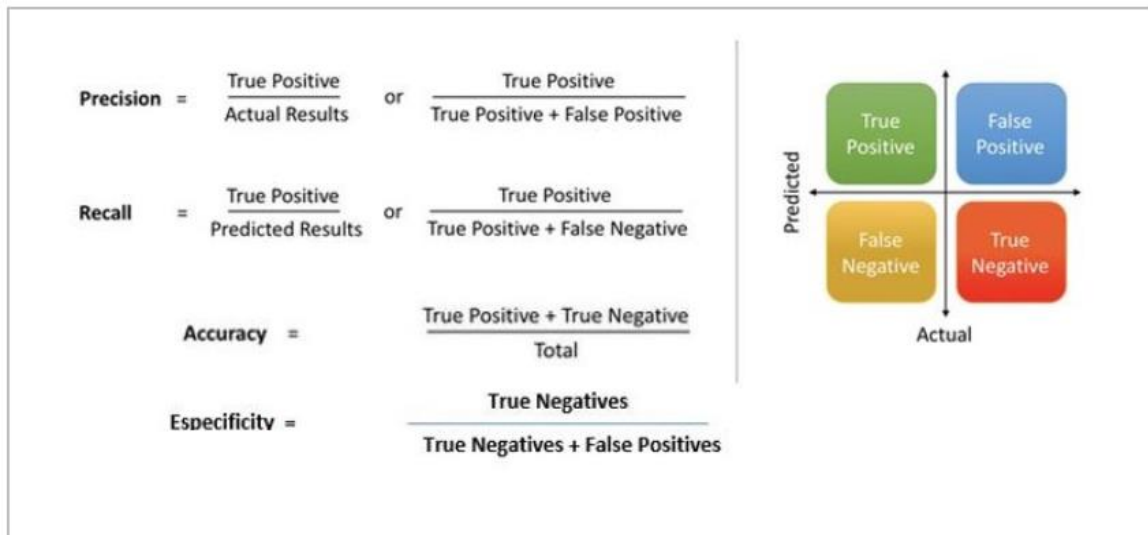 Precision = True Positive / Actual Results or True Positive / True Positive + False Positive
Recall = True Positive / Predicted Results or True Positive / True Positive + False Negative
Accuracy = True Positive + True Negative / Total
Especificity = True Negatives / True Negatives + False Positives
Predicted
True
Positive
False
Positive
False
Negative
True
Negative
Actual